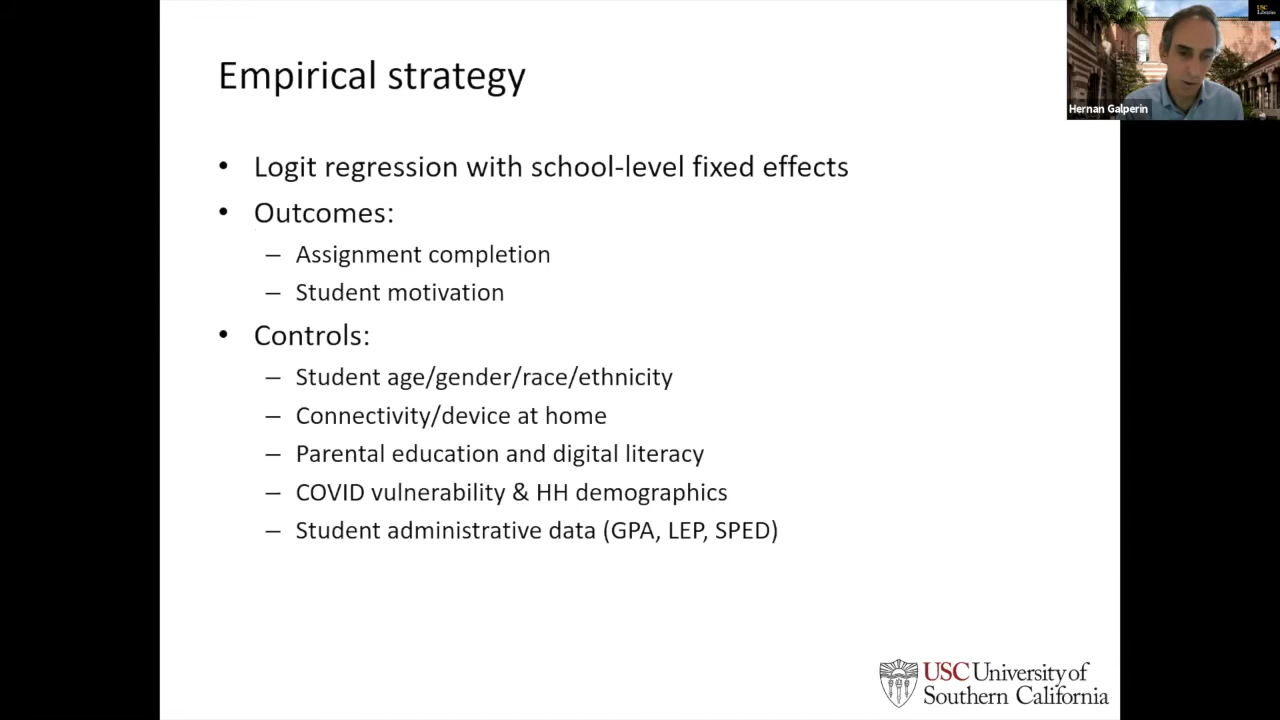 Empirical strategy
• Logit regression with school-level fixed effects
• Outcomes:
– Assignment completion
– Student motivation
• Controls:
– Student age/gender/race/ethnicity
– Connectivity/device at home
– Parental education and digital literacy
– COVID vulnerability & HH demographics
– Student administrative data (GPA, LEP, SPED)
USC University of
Southern California
Hernan Galperin
USC
Libraries